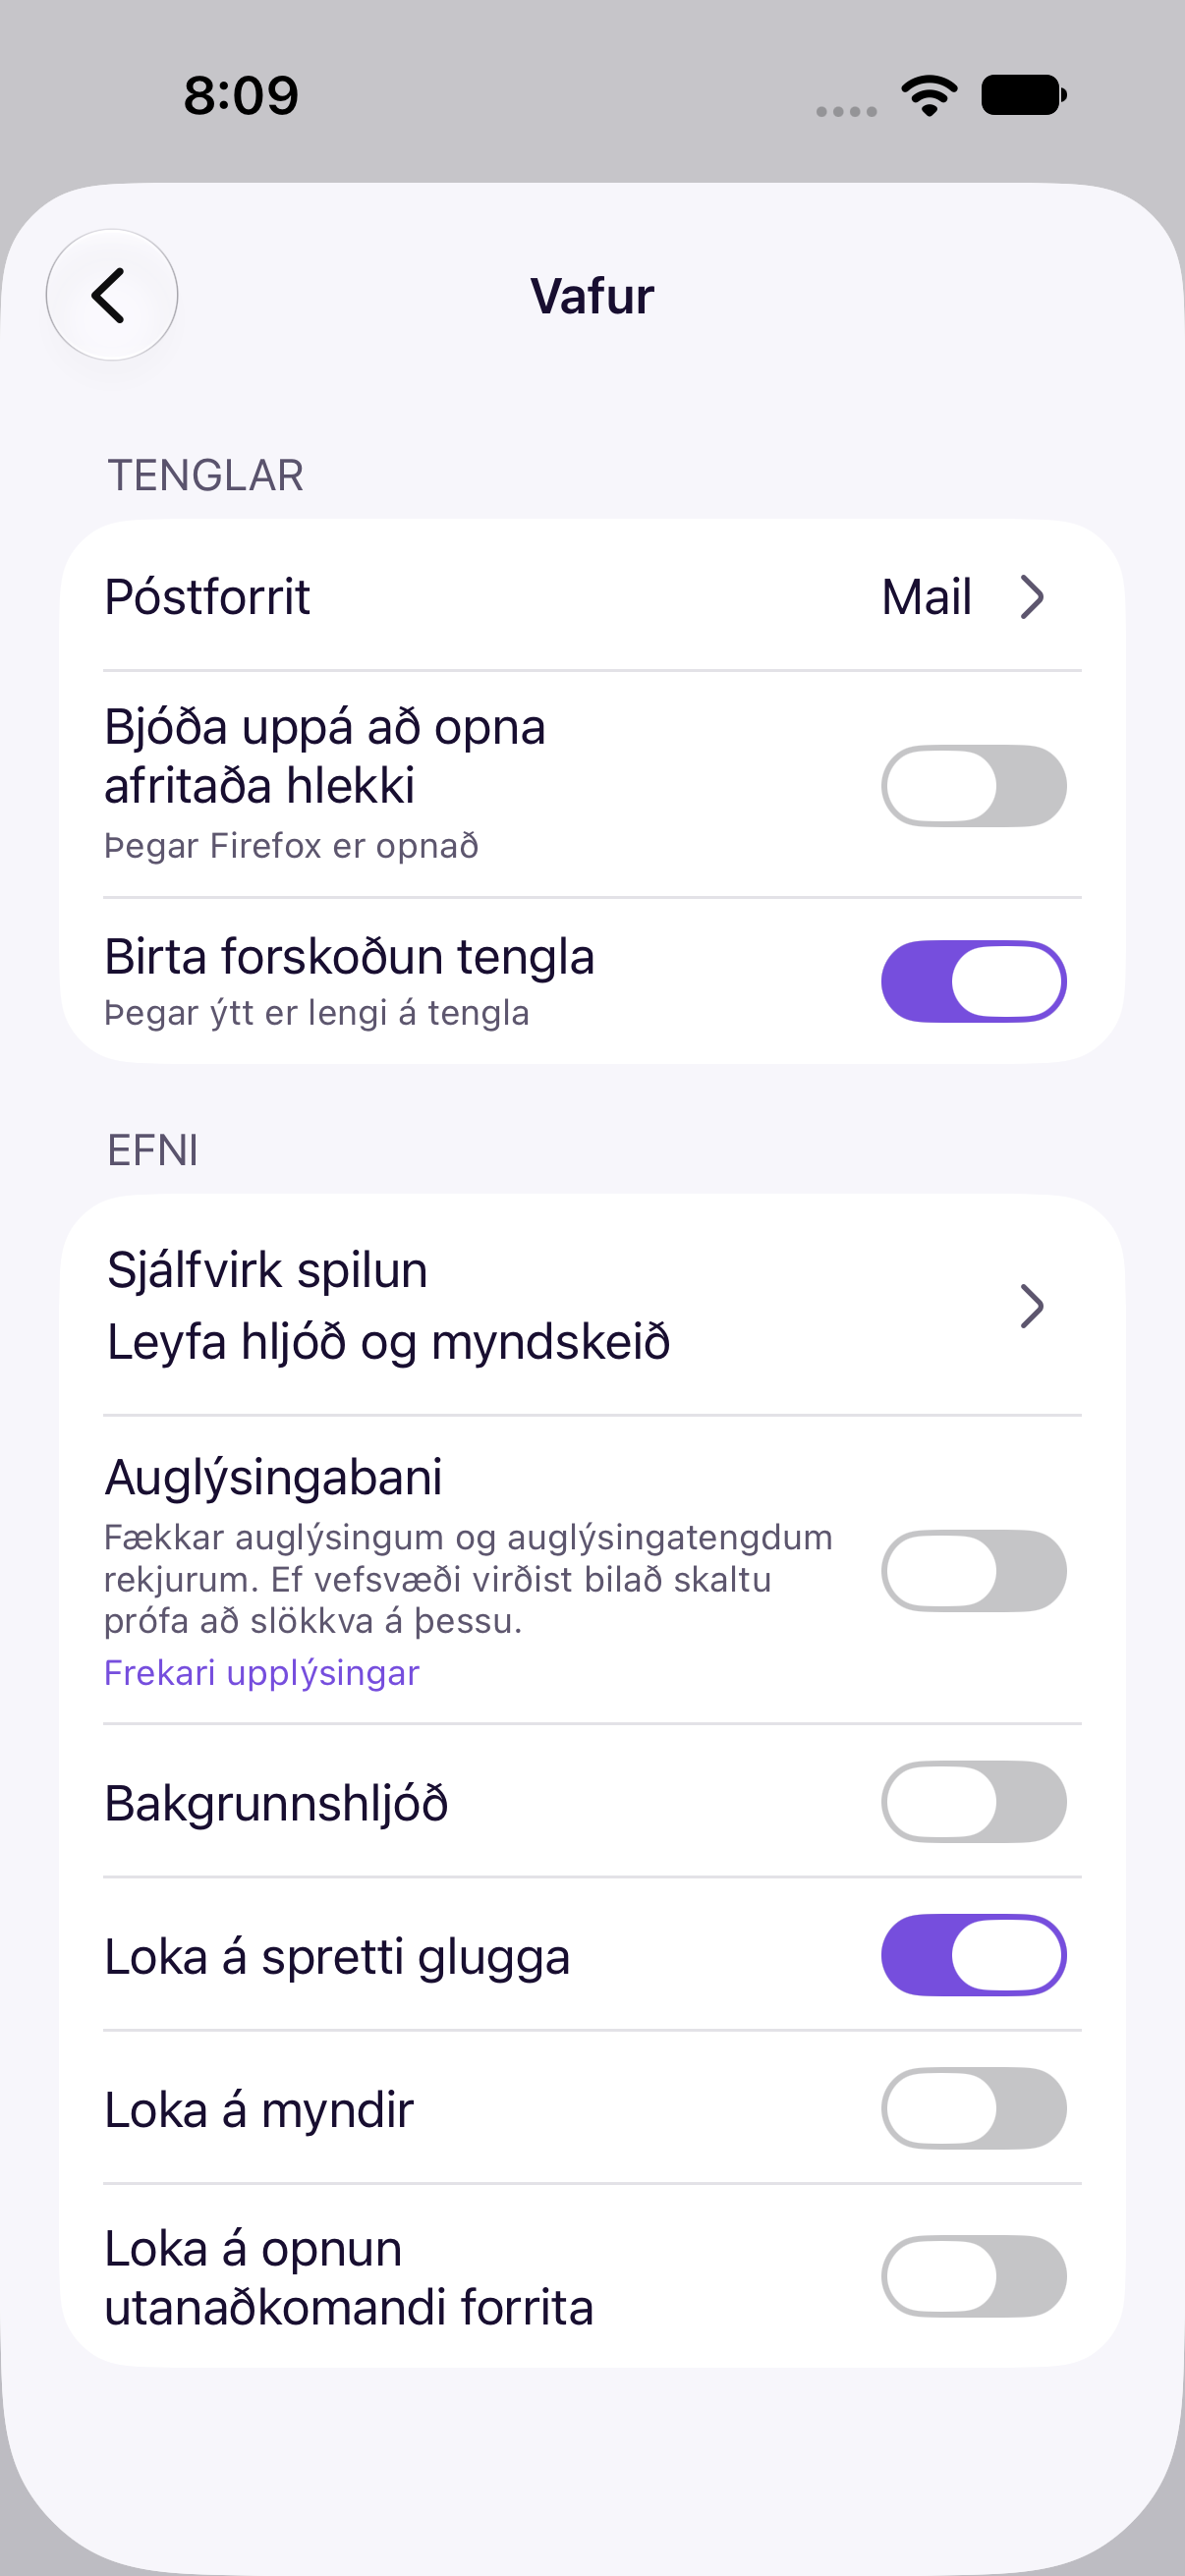 8:09
Vafur
TENGLAR
Póstforrit Mail
Bjóða uppá að opna
afritaða hlekki
Þegar Firefox er opnað
Birta forskoðun tengla
Þegar ýtt er lengi á tengla
EFNI
Sjálfvirk spilun
Leyfa hljóð og myndskeið
Auglýsingabani
Fækkar auglýsingum og auglýsingatengdum
rekjurum. Ef vefsvæði virðist bilað skaltu
prófa að slökkva á þessu.
Frekari upplýsingar
Bakgrunnshljóð
Loka á spretti glugga
Loka á myndir
Loka á opnun
utanaðkomandi forrita